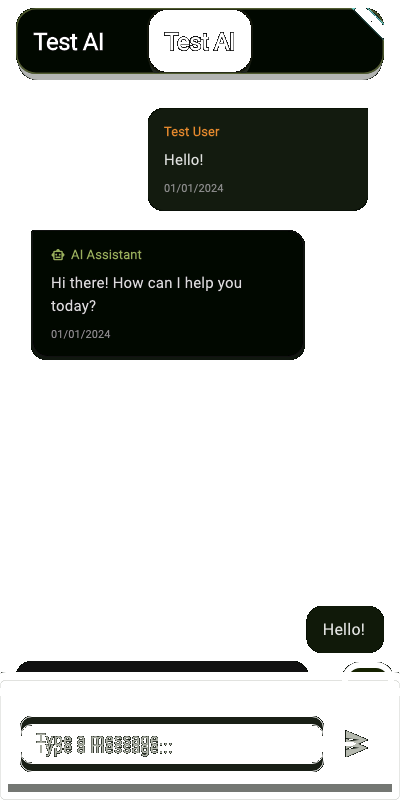 Test AI
Test AI
Test User
Hello!
01/01/2024
AI Assistant
Hi there! How can I help you
today?
01/01/2024
Hello!
Type a message...